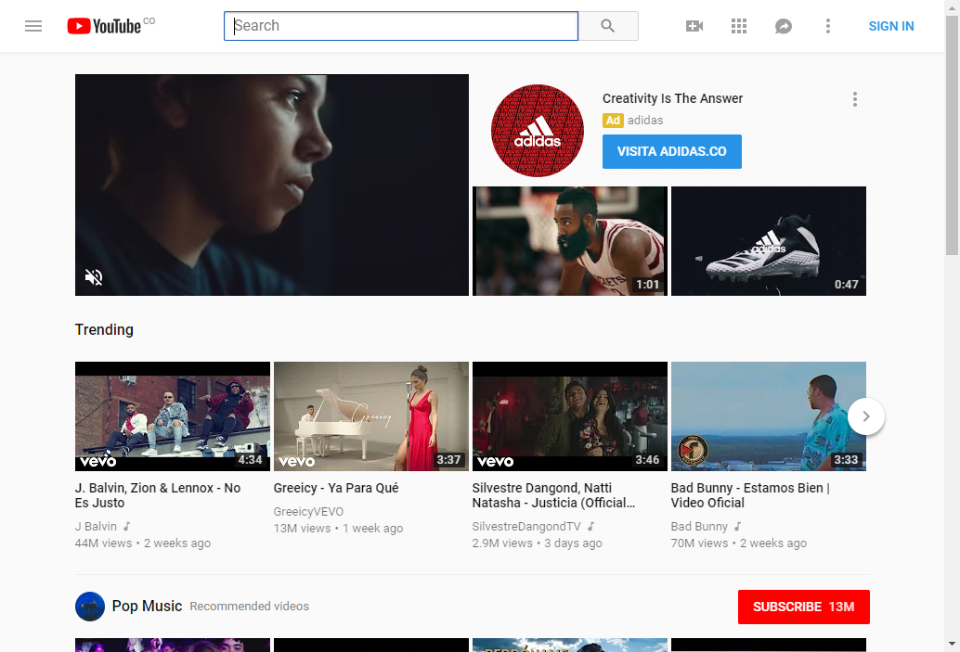 YouTube CO
Search
SIGN IN
Creativity Is The Answer
Ad adidas
VISITA ADIDAS.CO
adidas
adidas
1:01
0:47
Trending
vevo 4:34
vevo Greeicy 3:37
vevo 3:46
3:33
J. Balvin, Zion & Lennox - No
Es Justo
J Balvin
44M views • 2 weeks ago
Greeicy - Ya Para Qué
GreeicyVEVO
13M views • 1 week ago
Silvestre Dangond, Natti
Natasha - Justicia (Official...
SilvestreDangondTV
2.9M views • 3 days ago
Bad Bunny - Estamos Bien |
Video Oficial
Bad Bunny
70M views • 2 weeks ago
Pop Music Recommended videos
SUBSCRIBE 13M